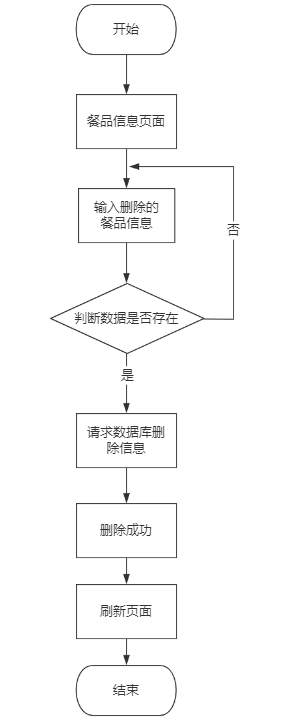 开始
餐品信息页面
输入删除的
餐品信息
否
判断数据是否存在
是
请求数据库删
除信息
删除成功
刷新页面
结束